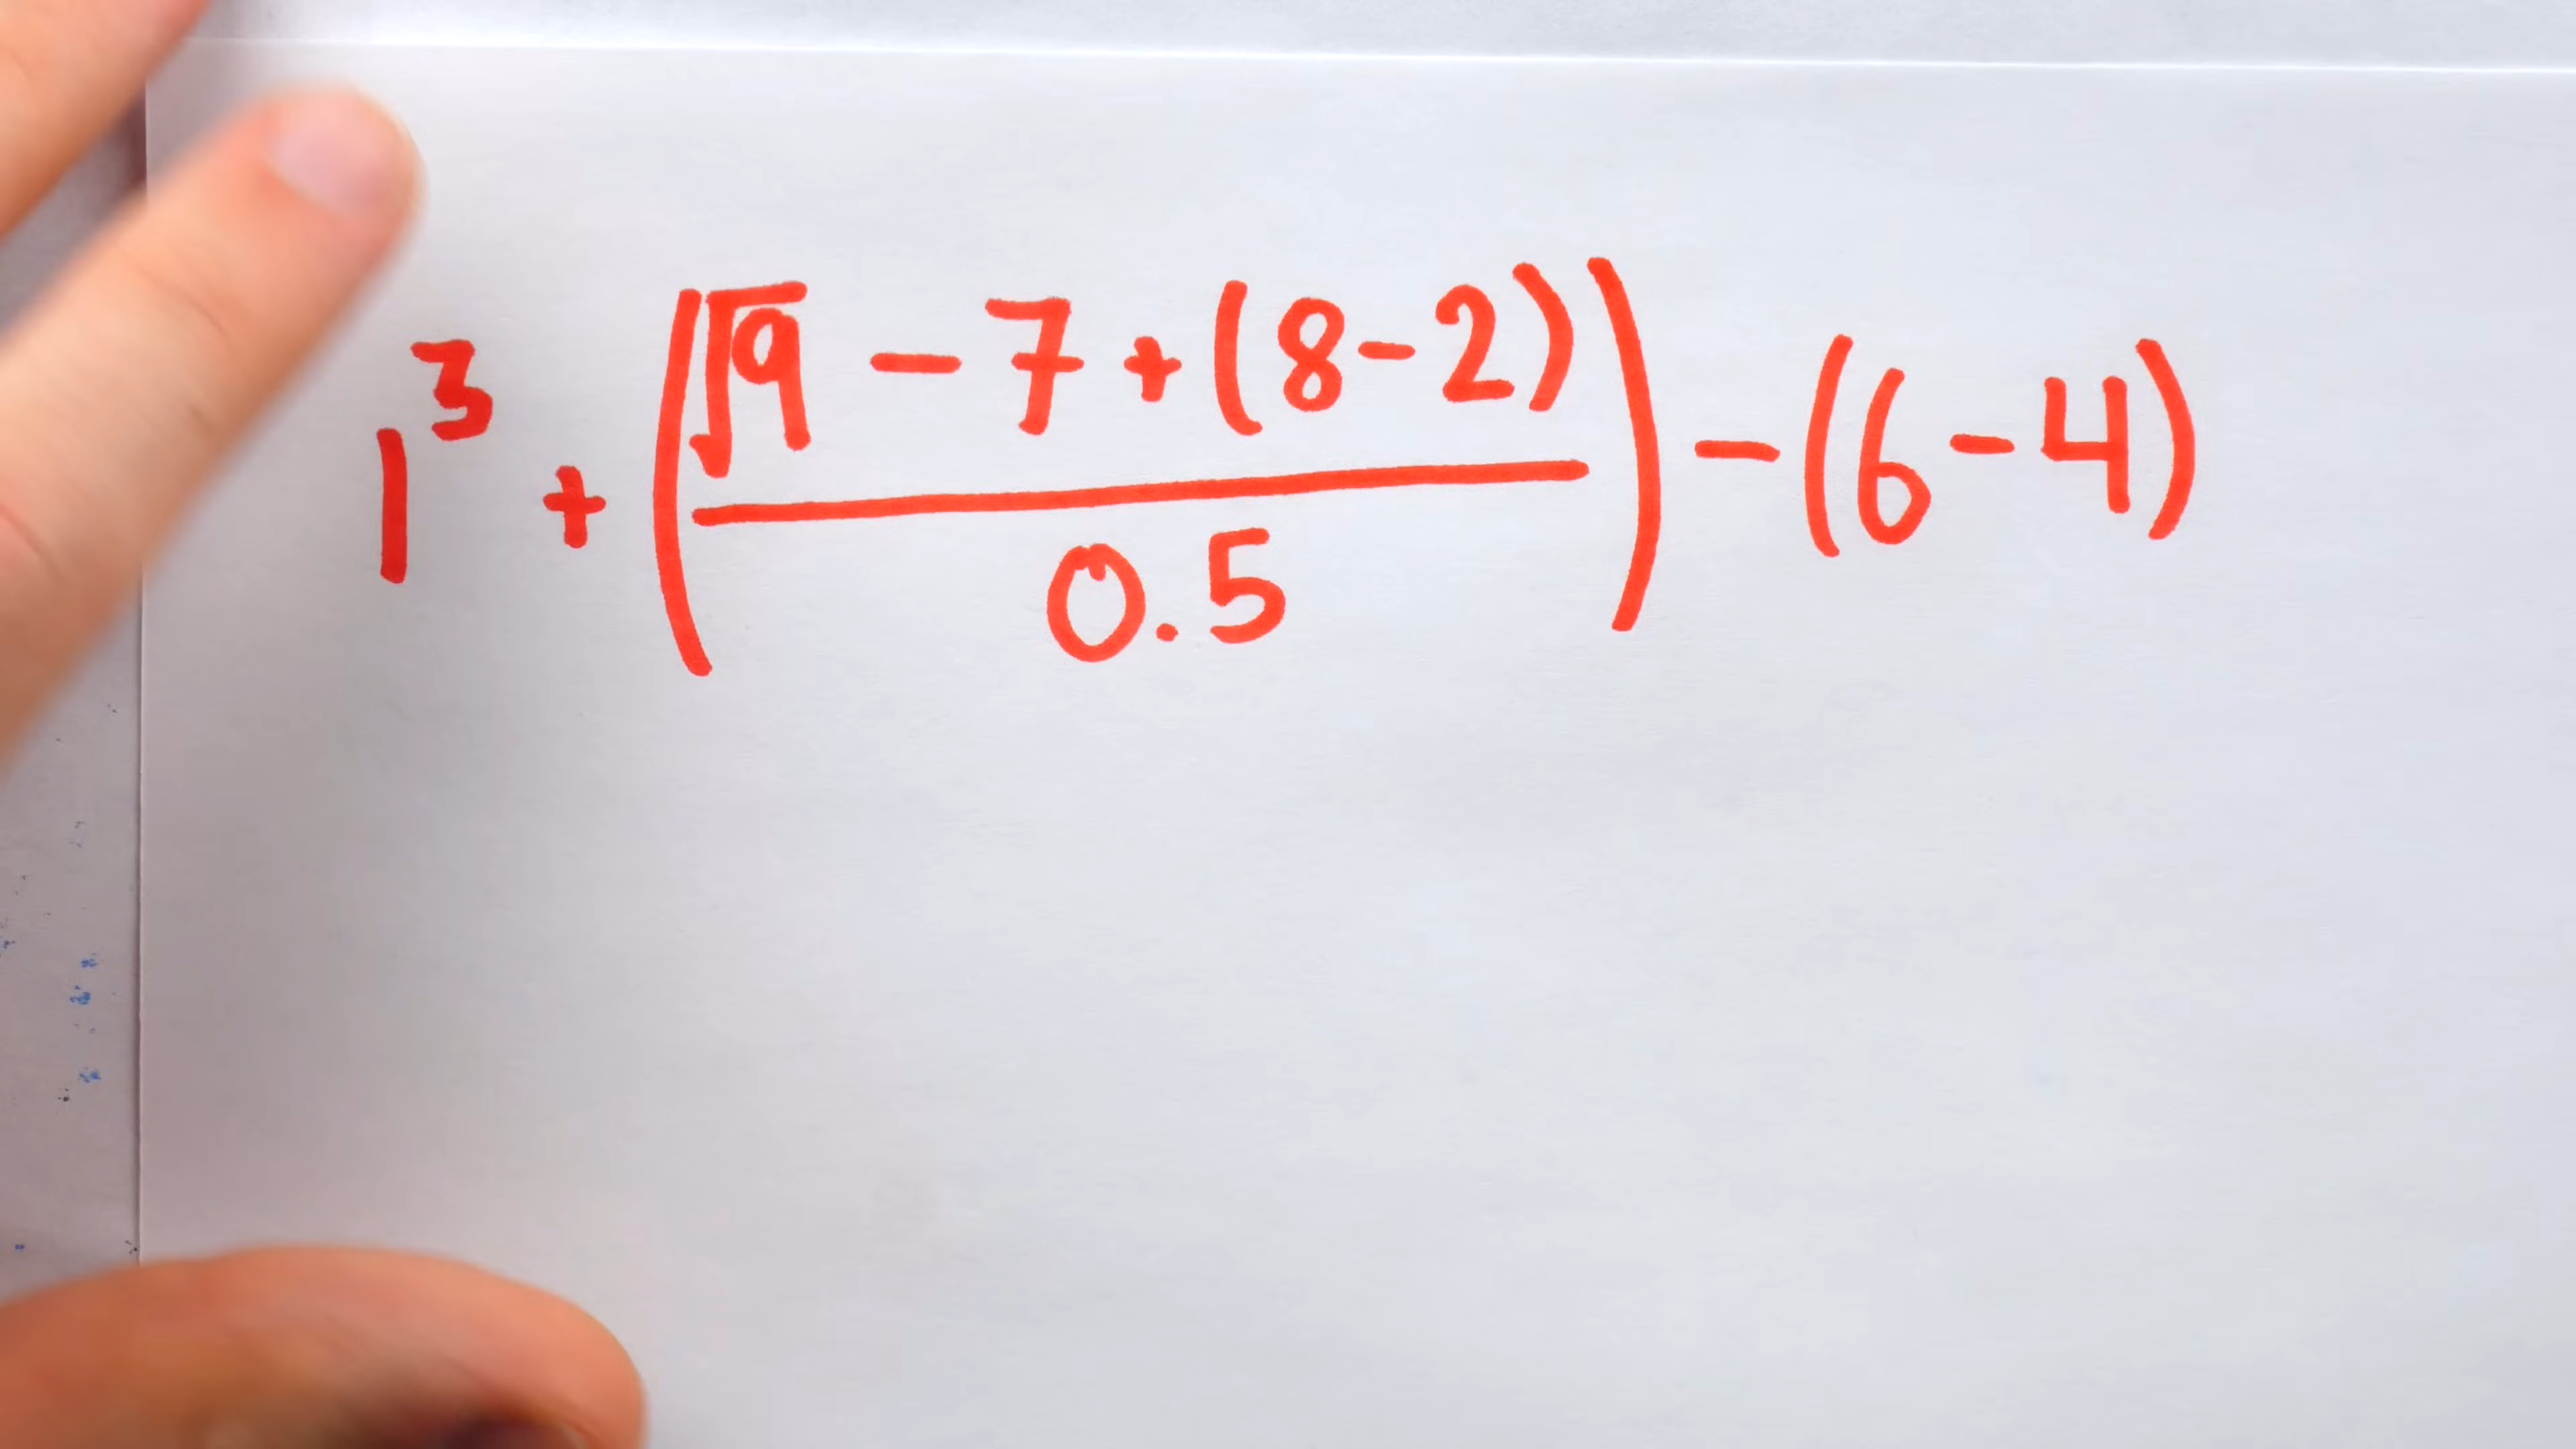 1³ + (√9 − 7 + (8 − 2) / 0.5) − (6 − 4)